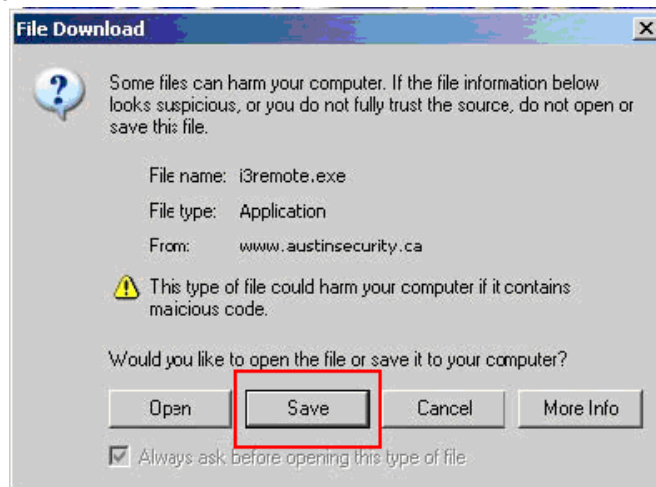 File Download
Some files can harm your computer. If the file information below
looks suspicious, or you do not fully trust the source, do not open or
save this file.
File name: i3remote.exe
File type: Application
From: www.austinsecurity.ca
This type of file could harm your computer if it contains
maicious code.
Would you like to open the file or save it to your computer?
Open Save Cancel More Info
Always ask before opening this type of file